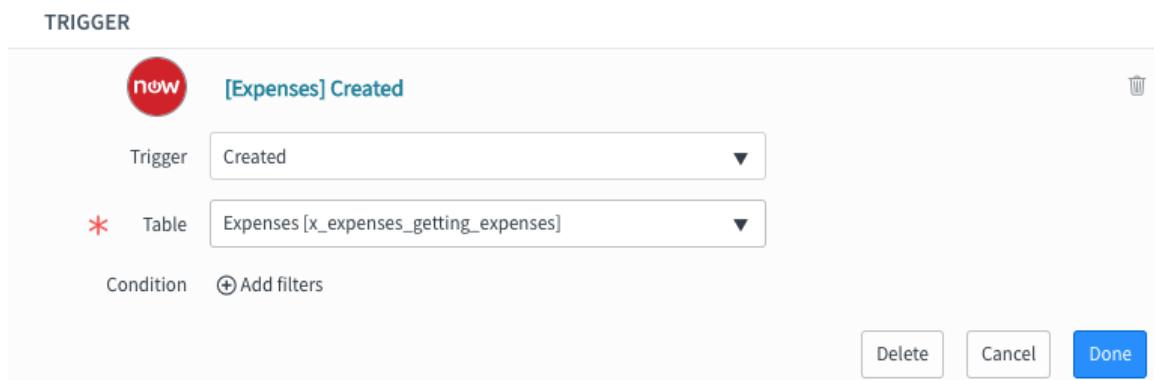 TRIGGER
now
[Expenses] Created
Trigger
Created
* Table
Expenses [x_expenses_getting_expenses]
Condition
Add filters
Delete
Cancel
Done